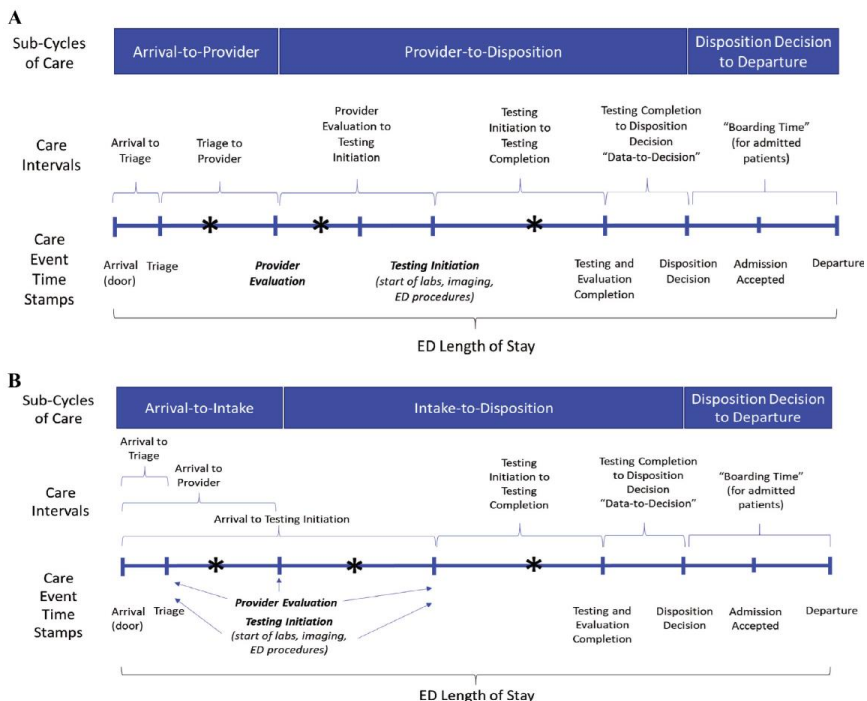 A
Sub-Cycles
of Care
Arrival-to-Provider
Provider-to-Disposition
Disposition Decision
to Departure
Care
Intervals
Arrival to
Triage
Triage to
Provider
Provider
Evaluation to
Testing
Initiation
Testing
Initiation to
Testing
Completion
Testing Completion
to Disposition
Decision
“Data-to-Decision”
“Boarding Time”
(for admitted
patients)
*
*
*
Care
Event
Time
Stamps
Arrival
(door)
Triage
Provider
Evaluation
Testing Initiation
(start of labs, imaging,
ED procedures)
Testing and
Evaluation
Completion
Disposition
Decision
Admission
Accepted
Departure
ED Length of Stay
B
Sub-Cycles
of Care
Arrival-to-Intake
Intake-to-Disposition
Disposition Decision
to Departure
Care
Intervals
Arrival to
Triage
Arrival to
Provider
Arrival to Testing Initiation
Testing
Initiation to
Testing
Completion
Testing Completion
to Disposition
Decision
“Data-to-Decision”
“Boarding Time”
(for admitted
patients)
*
*
*
Care
Event
Time
Stamps
Arrival
(door)
Triage
Provider Evaluation
Testing Initiation
(start of labs, imaging,
ED procedures)
Testing and
Evaluation
Completion
Disposition
Decision
Admission
Accepted
Departure
ED Length of Stay